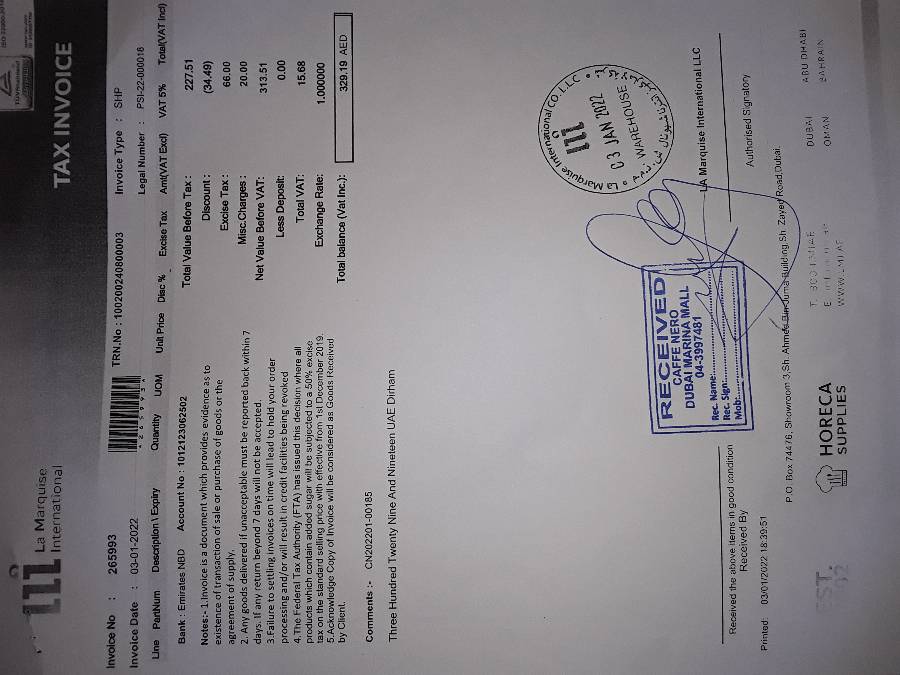 La Marquise
International
TAX INVOICE
Invoice No : 265993
TRN.No : 100200240800003
Invoice Type : SHP
Invoice Date : 03-01-2022
Legal Number : PSI-22-000018
Line PartNum Description \ Expiry Quantity UOM Unit Price Disc % Excise Tax Amt(VAT Excl) VAT 5% Total(VAT Incl)
Bank : Emirates NBD Account No : 1012123062502
Notes:- 1.Invoice is a document which provides evidence as to
existence of transaction of sale or purchase of goods or the
agreement of supply.
2. Any goods delivered if unacceptable must be reported back within 7
days. If any return beyond 7 days will not be accepted.
3.Failure to settling invoices on time will lead to hold your order
processing and/or will result in credit facilities being revoked
4.The Federal Tax Authority (FTA) has issued this decision where all
products which contain added sugar will be subjected to a 50% excise
tax on the standard selling price with effective from 1st December 2019.
5.Acknowledge Copy of Invoice will be considered as Goods Received
by Client.
Total Value Before Tax : 227.51
Discount : (34.49)
Excise Tax : 66.00
Misc.Charges : 20.00
Net Value Before VAT: 313.51
Less Deposit: 0.00
Total VAT: 15.68
Exchange Rate: 1.000000
Total balance (Vat Inc.): 329.19 AED
Comments :- CN202201-00185
Three Hundred Twenty Nine And Nineteen UAE Dirham
La Marquise International CO.L.L.C.
03 JAN 2022
WAREHOUSE
RECEIVED
CAFFE NERO
DUBAI MARINA MALL
04-3997481
Rec. Name:
Rec. Sign:
Mob:
LA Marquise International LLC
Received the above items in good condition
Received By
Authorised Signatory
Printed: 03/01/2022 18:39:51
P.O. Box 74476, Showroom 3,Sh. Ahmed Bin Juma Building,Sh. Zayed Road,Dubai.
HORECA
SUPPLIES
WWW.LMI.AE
DUBAI
ABU DHABI
OMAN
BAHRAIN